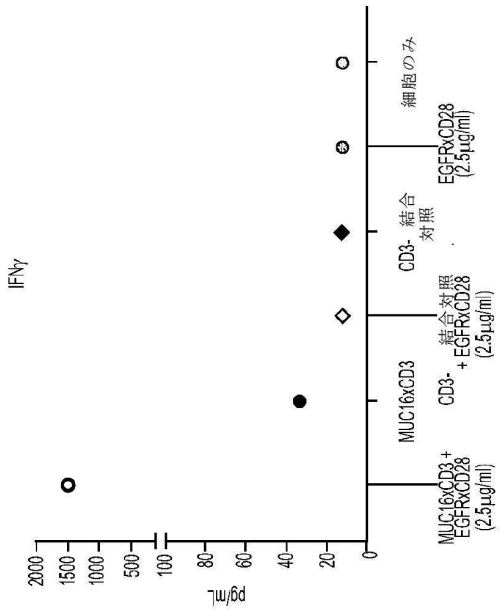 IFNγ
2000
1500
1000
500
100
60
40
20
0
pg/mL
MUC16xCD3 +
EGFRxCD28
(2.5μg/ml)
MUC16xCD3
CD3- 結合対照
+ EGFRxCD28
(2.5μg/ml)
CD3- 結合
対照
EGFRxCD28
(2.5μg/ml)
細胞のみ